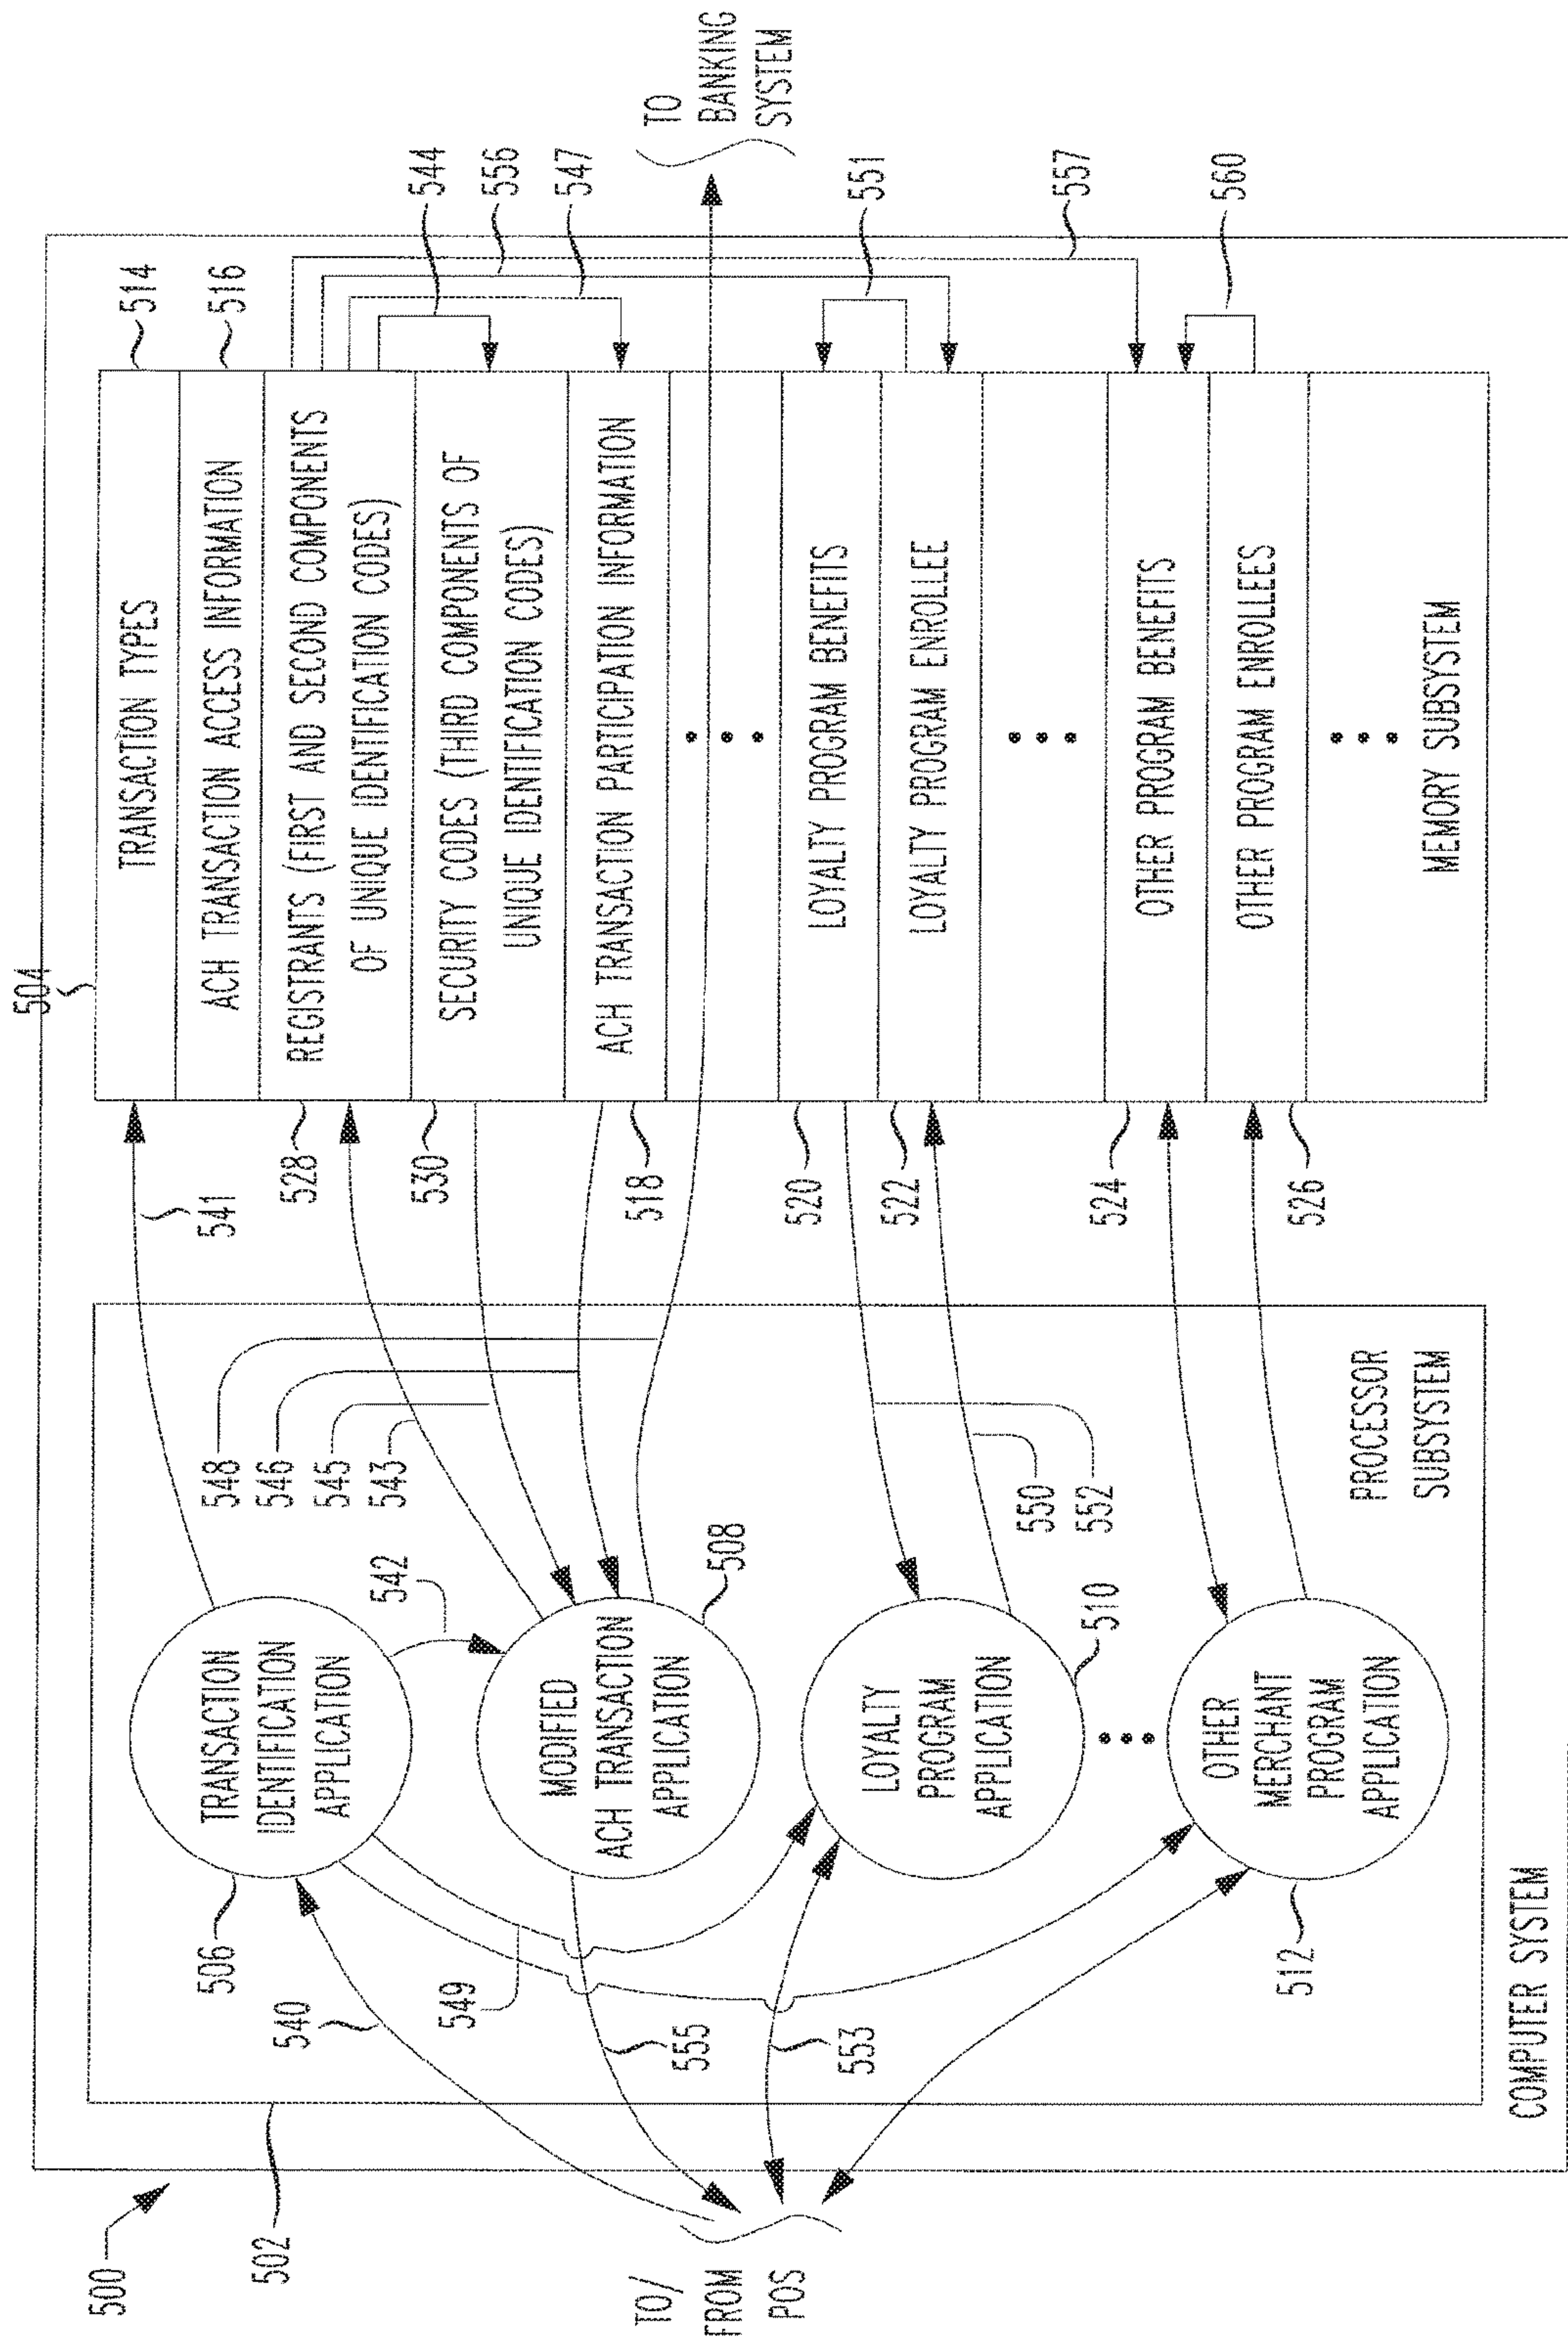 500
502
TO/
FROM
POS
COMPUTER SYSTEM
PROCESSOR
SUBSYSTEM
506
TRANSACTION
IDENTIFICATION
APPLICATION
MODIFIED
ACH TRANSACTION
APPLICATION
508
LOYALTY
PROGRAM
APPLICATION
510
OTHER
MERCHANT
PROGRAM
APPLICATION
512
540
549
555
553
542
548
546
545
543
550
552
541
528
530
518
520
522
524
526
504
TRANSACTION TYPES
ACH TRANSACTION ACCESS INFORMATION
REGISTRANTS (FIRST AND SECOND COMPONENTS
OF UNIQUE IDENTIFICATION CODES)
SECURITY CODES (THIRD COMPONENTS OF
UNIQUE IDENTIFICATION CODES)
ACH TRANSACTION PARTICIPATION INFORMATION
LOYALTY PROGRAM BENEFITS
LOYALTY PROGRAM ENROLLEE
OTHER PROGRAM BENEFITS
OTHER PROGRAM ENROLLEES
MEMORY SUBSYSTEM
514
516
544
556
547
551
557
560
TO
BANKING
SYSTEM